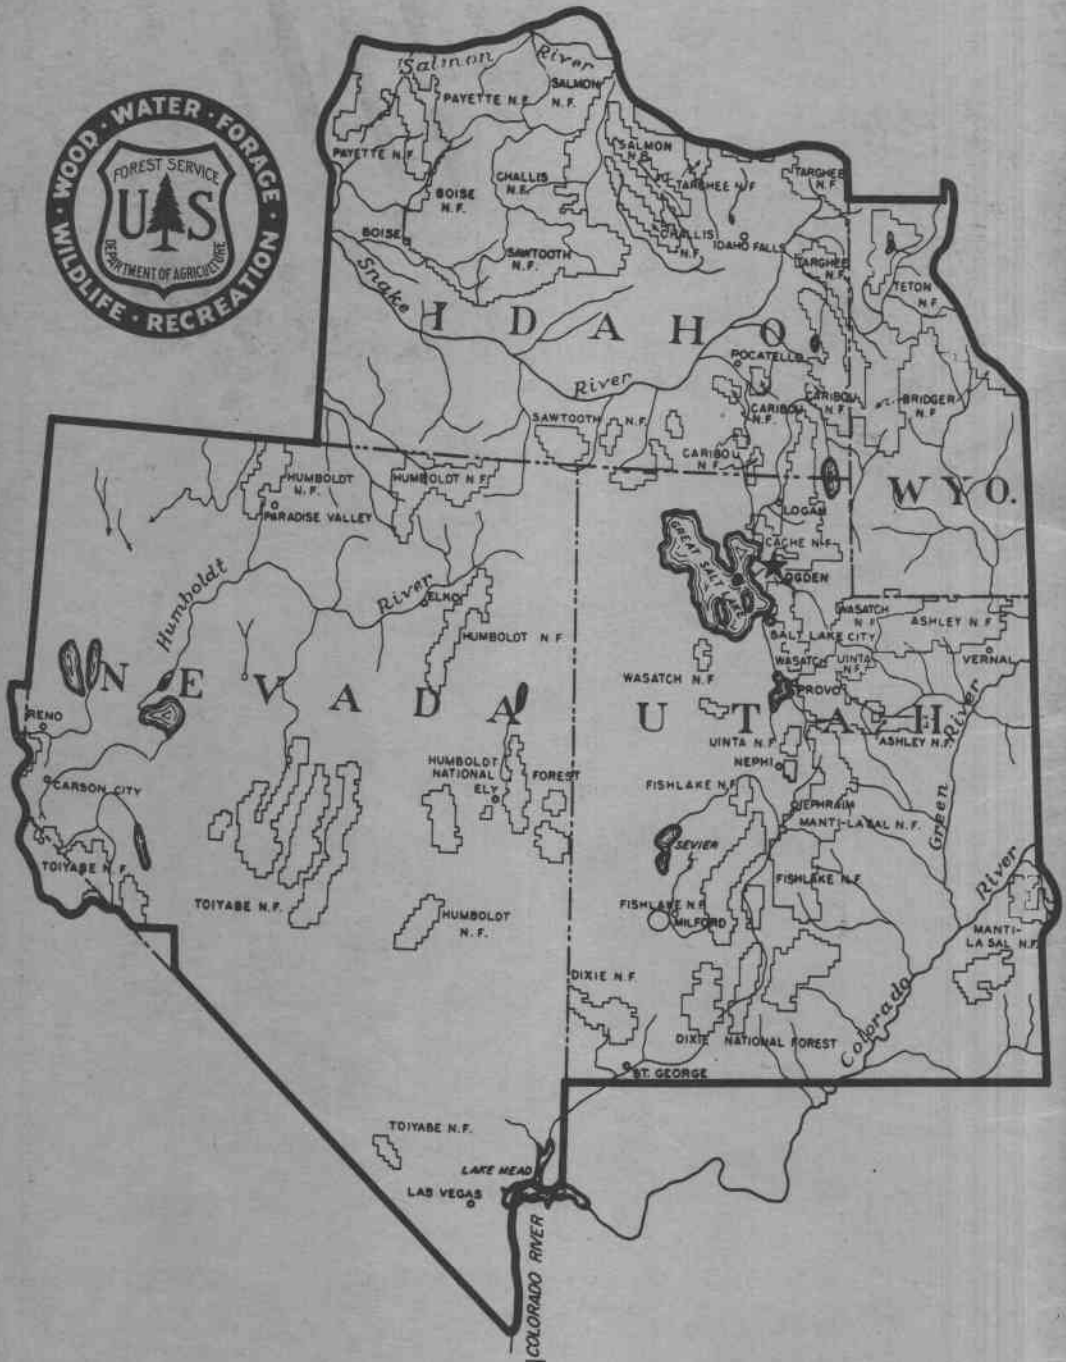 WOOD · WATER · FORAGE · WILDLIFE · RECREATION ·
FOREST SERVICE
U S
DEPARTMENT OF AGRICULTURE
Salmon River
PAYETTE N.F.
SALMON
N.F.
PAYETTE N.F.
SALMON
N.F.
CHALLIS
N.F.
TARGHEE N.F.
TARGHEE
N.F.
BOISE
N.F.
BOISE
SAWTOOTH
N.F.
CHALLIS
N.F.
IDAHO FALLS
TARGHEE
N.F.
TETON
N.F.
Snake
IDAHO
River
POCATELLO
CARIBOU
N.F.
CARIBOU
N.F.
BRIDGER
N.F.
SAWTOOTH N.F.
CARIBOU
N.F.
WYO.
HUMBOLDT
N.F.
HUMBOLDT N.F.
PARADISE VALLEY
LOGAN
CACHE N.F.
GREAT SALT LAKE
OGDEN
Humboldt River
ELKO
HUMBOLDT N.F.
WASATCH
N.F.
ASHLEY N.F.
SALT LAKE CITY
VERNAL
WASATCH
UINTA
N.F.
WASATCH N.F.
PROVO
NEVADA
UTAH
RENO
UINTA N.F.
ASHLEY N.F.
NEPHI
Green River
CARSON CITY
HUMBOLDT
NATIONAL FOREST
ELY
FISHLAKE N.F.
EPHRAIM
MANTI-LASAL N.F.
SEVIER
L.
TOIYABE N.F.
TOIYABE N.F.
HUMBOLDT
N.F.
FISHLAKE N.F.
FISHLAKE N.F.
MILFORD
MANTI-
LA SAL N.F.
Colorado River
DIXIE N.F.
DIXIE NATIONAL FOREST
ST. GEORGE
TOIYABE N.F.
LAKE MEAD
LAS VEGAS
COLORADO RIVER